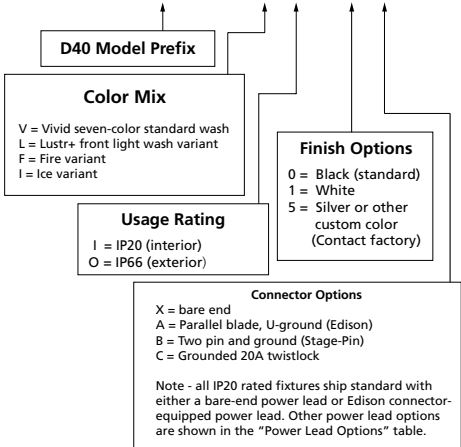 D40 Model Prefix
Color Mix
V = Vivid seven-color standard wash
L = Lustr+ front light wash variant
F = Fire variant
I = Ice variant
Finish Options
0 = Black (standard)
1 = White
5 = Silver or other
custom color
(Contact factory)
Usage Rating
I = IP20 (interior)
O = IP66 (exterior)
Connector Options
X = bare end
A = Parallel blade, U-ground (Edison)
B = Two pin and ground (Stage-Pin)
C = Grounded 20A twistlock
Note - all IP20 rated fixtures ship standard with
either a bare-end power lead or Edison connector-
equipped power lead. Other power lead options
are shown in the “Power Lead Options” table.